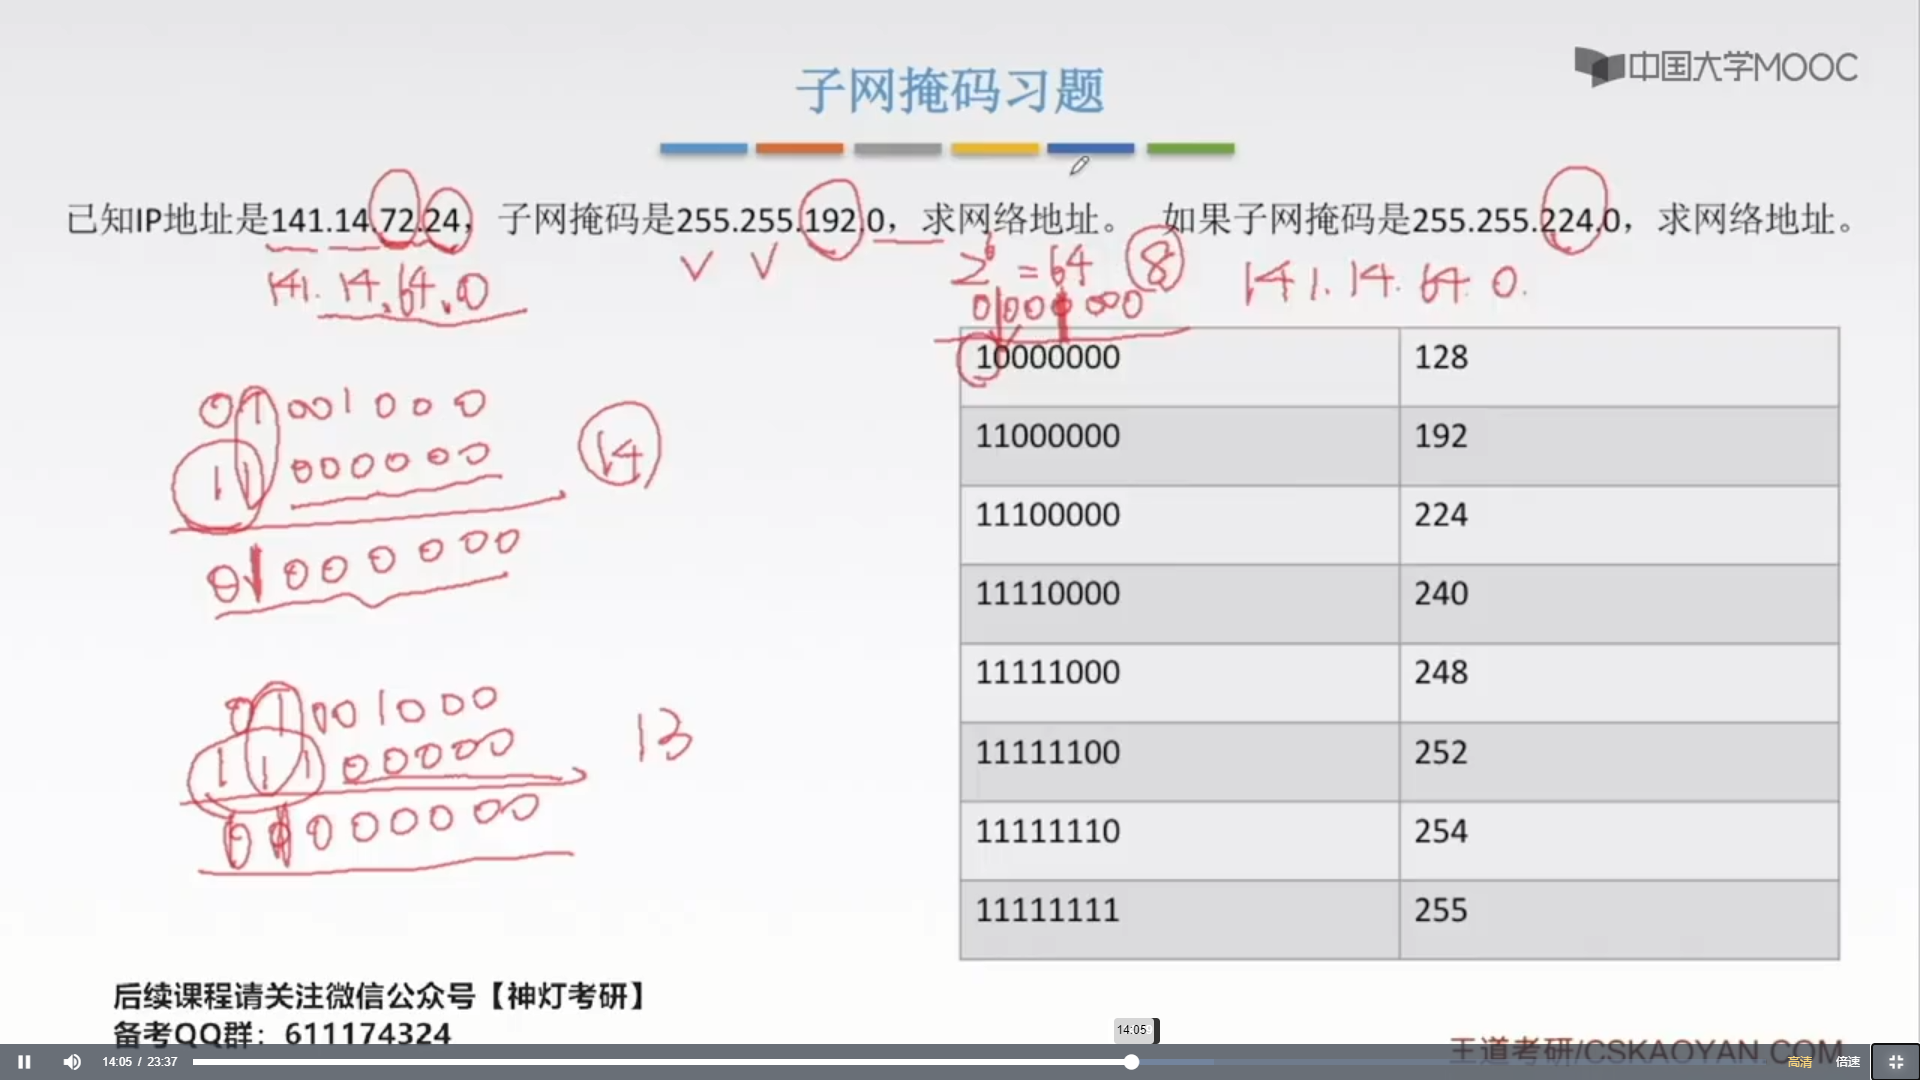 中国大学MOOC
子网掩码习题
已知IP地址是141.14.72.24，子网掩码是255.255.192.0，求网络地址。 如果子网掩码是255.255.224.0，求网络地址。
141.14.64.0
2^6 = 64 8
141.14.64.0.
01000000
10000000 128
11000000 192
11100000 224
11110000 240
11111000 248
11111100 252
11111110 254
11111111 255
01001000
11000000
14
01000000
01001000
11100000
13
后续课程请关注微信公众号【神灯考研】
备考QQ群：611174324
王道考研/CSKAOYAN.COM
14:05
14:05 / 23:37
高清 倍速